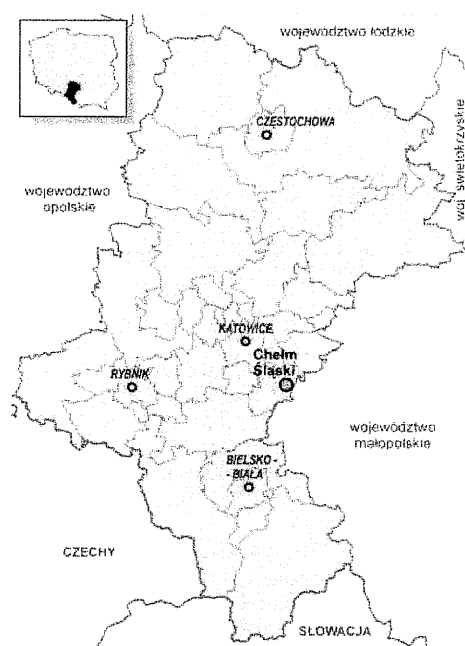 województwo łódzkie
CZĘSTOCHOWA
woj. świętokrzyskie
województwo
opolskie
KATOWICE
Chełm
Śląski
RYBNIK
województwo
małopolskie
BIELSKO -
- BIAŁA
CZECHY
SŁOWACJA